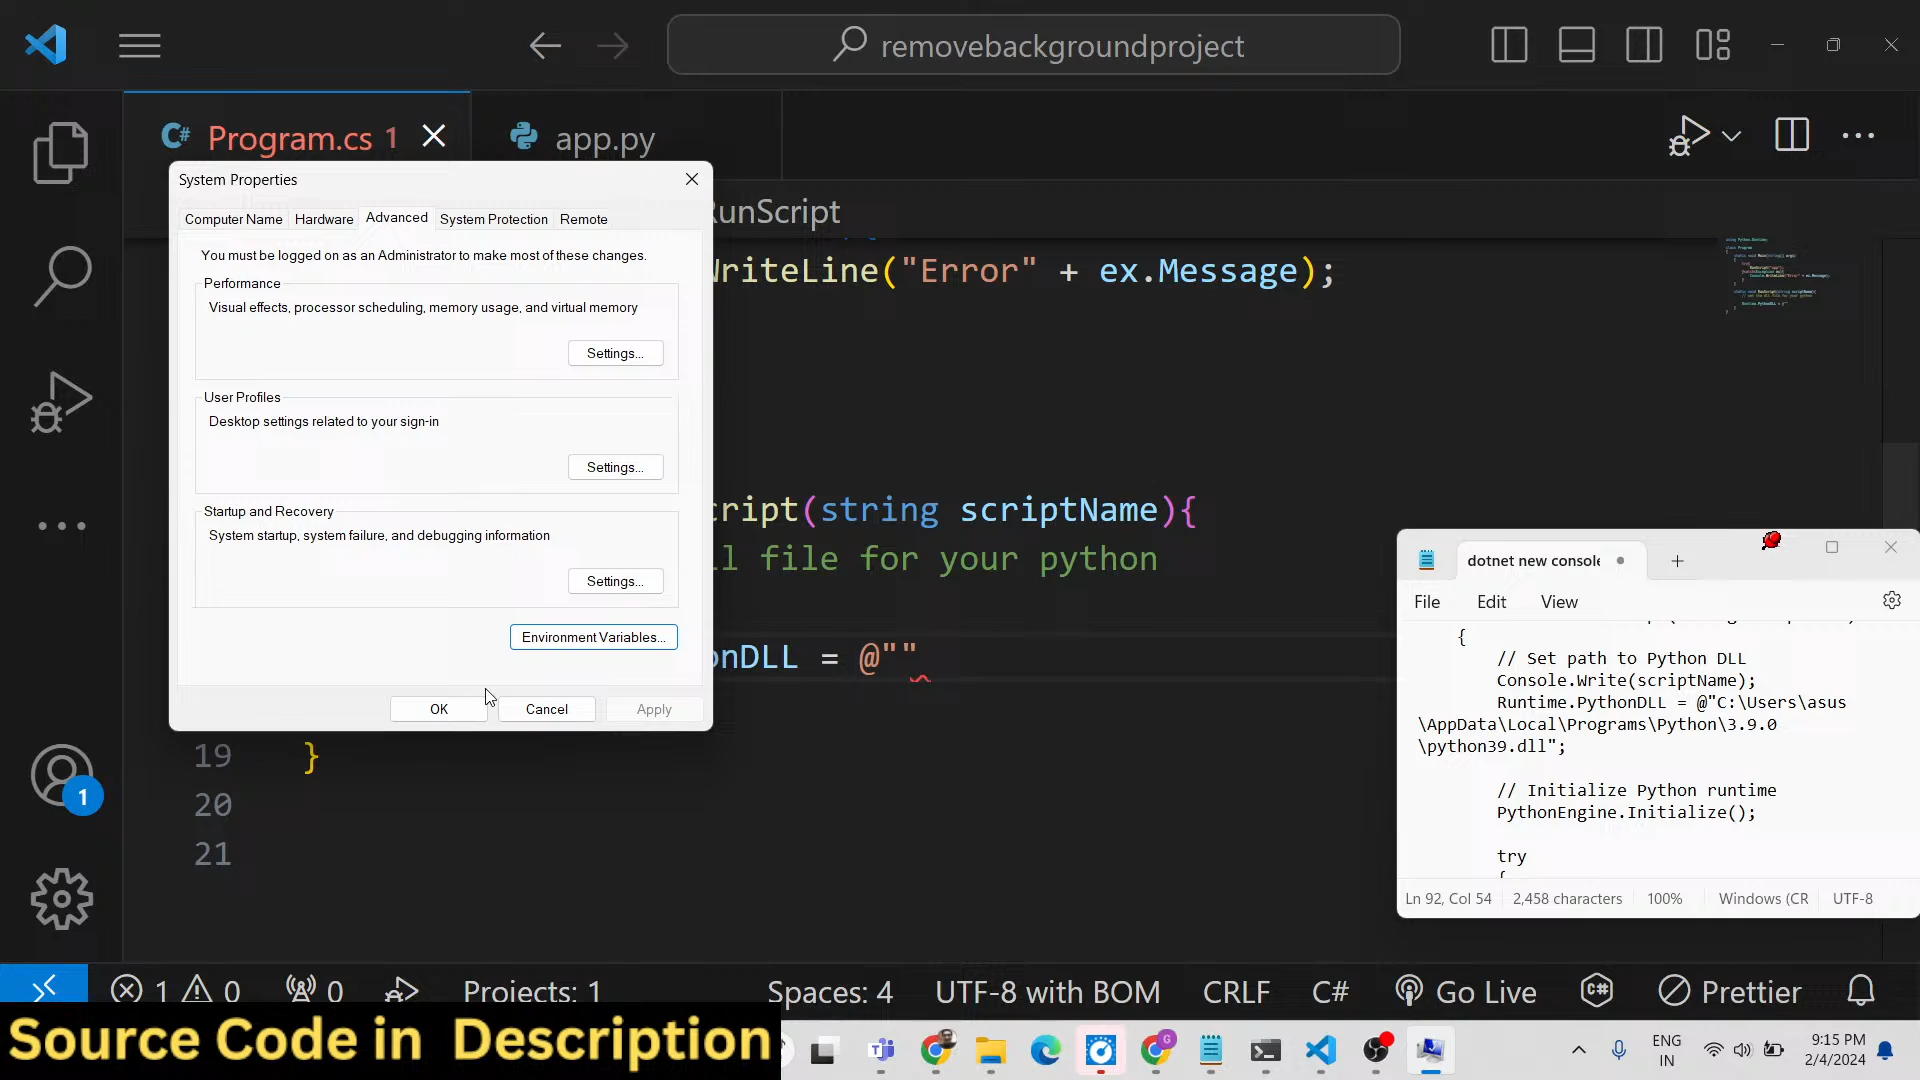 removebackgroundproject
Program.cs 1
app.py
System Properties
Computer Name Hardware Advanced System Protection Remote
You must be logged on as an Administrator to make most of these changes.
Performance
Visual effects, processor scheduling, memory usage, and virtual memory
Settings...
User Profiles
Desktop settings related to your sign-in
Settings...
Startup and Recovery
System startup, system failure, and debugging information
Settings...
Environment Variables...
OK Cancel Apply
RunScript
WriteLine("Error" + ex.Message);
cript(string scriptName){
ll file for your python
onDLL = @""
19 }
20
21
dotnet new console
File Edit View
{
// Set path to Python DLL
Console.Write(scriptName);
Runtime.PythonDLL = @"C:\Users\asus
\AppData\Local\Programs\Python\3.9.0
\python39.dll";
// Initialize Python runtime
PythonEngine.Initialize();
try
{
Ln 92, Col 54 2,458 characters 100% Windows (CR UTF-8
1 0 0 Projects: 1 Spaces: 4 UTF-8 with BOM CRLF C# Go Live Prettier
1
Source Code in Description
ENG
IN
9:15 PM
2/4/2024